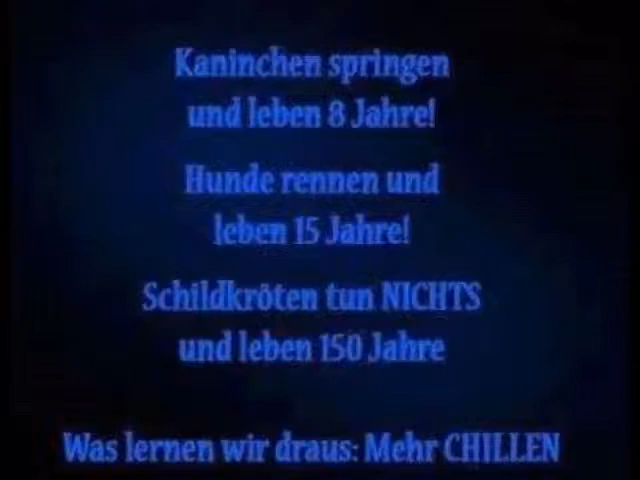 Kaninchen springen
und leben 8 Jahre!
Hunde rennen und
leben 15 Jahre!
Schildkröten tun NICHTS
und leben 150 Jahre
Was lernen wir draus: Mehr CHILLEN